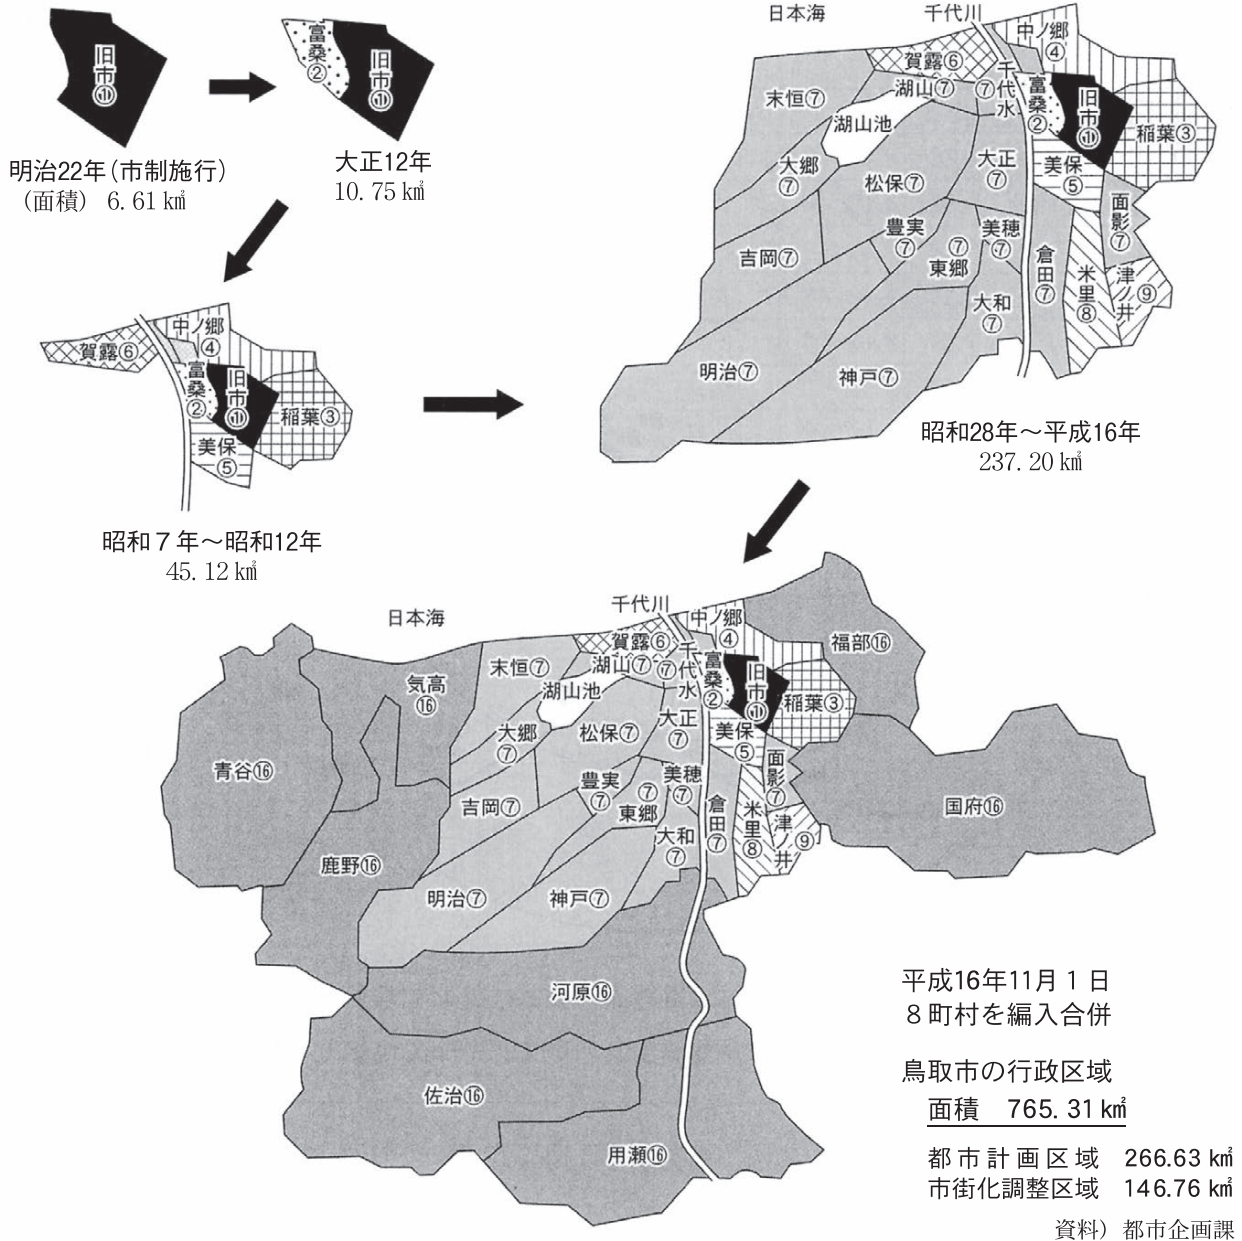 旧市①
明治22年(市制施行)
(面積) 6.61㎢
富桑②
旧市①
大正12年
10.75㎢
中ノ郷④
賀露⑥
富桑②
旧市①
稲葉③
美保⑤
昭和7年～昭和12年
45.12㎢
日本海
千代川
中ノ郷④
賀露⑥
末恒⑦
湖山⑦
千代水⑦
富桑②
旧市①
稲葉③
湖山池
大郷⑦
松保⑦
大正⑦
美保⑤
面影⑦
吉岡⑦
豊実⑦
東郷⑦
美穂⑦
倉田⑦
米里⑧
津ノ井⑨
大和⑦
明治⑦
神戸⑦
昭和28年～平成16年
237.20㎢
日本海
千代川
中ノ郷④
賀露⑥
福部⑯
末恒⑦
湖山⑦
千代水⑦
富桑②
旧市①
稲葉③
気高⑯
湖山池
大郷⑦
松保⑦
大正⑦
美保⑤
面影⑦
青谷⑯
吉岡⑦
豊実⑦
東郷⑦
美穂⑦
倉田⑦
米里⑧
津ノ井⑨
国府⑯
大和⑦
鹿野⑯
明治⑦
神戸⑦
河原⑯
佐治⑯
用瀬⑯
平成16年11月1日
8町村を編入合併
鳥取市の行政区域
面積 765.31㎢
都市計画区域 266.63㎢
市街化調整区域 146.76㎢
資料) 都市企画課